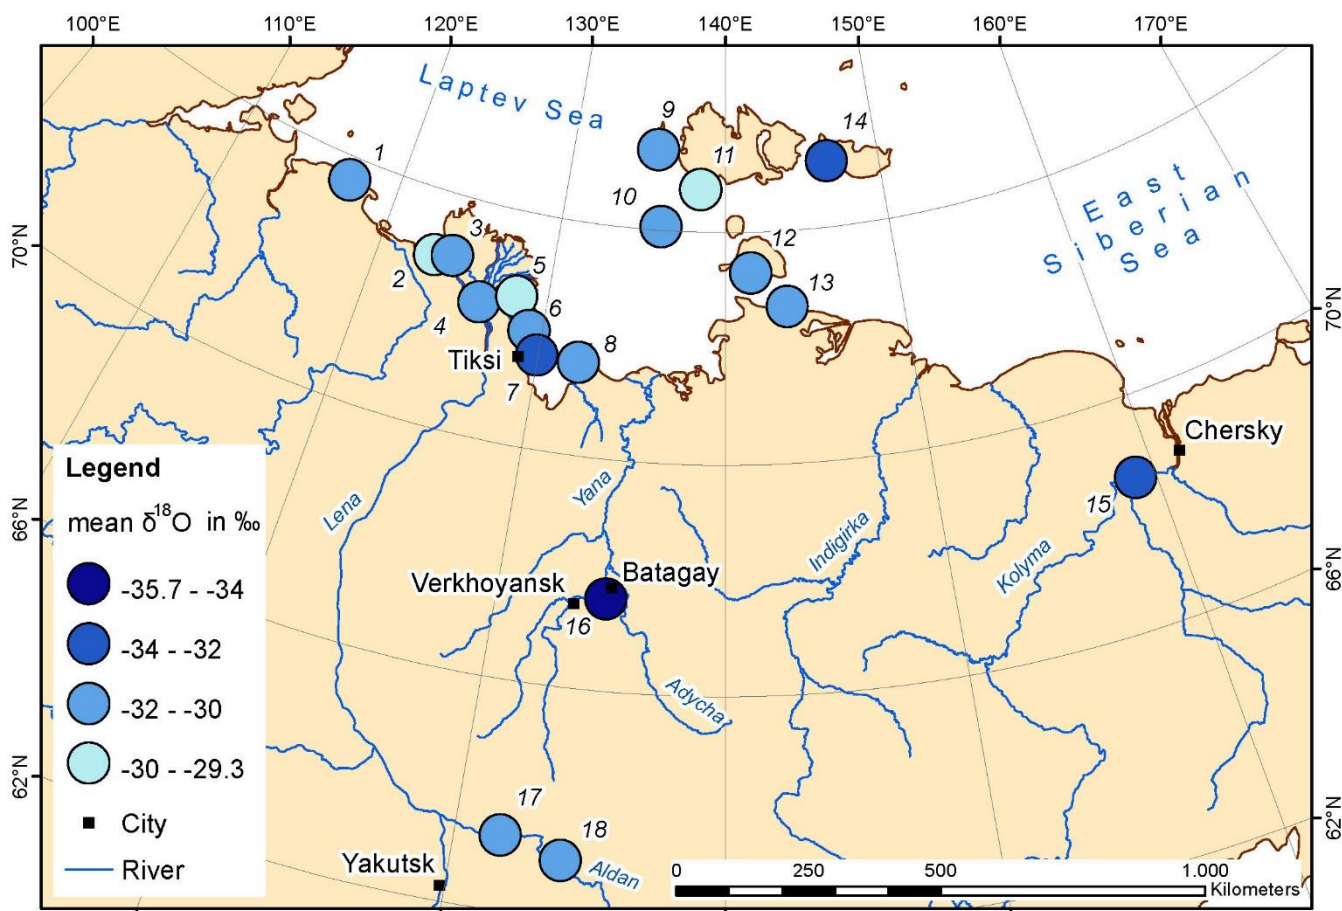 100°E 110°E 120°E 130°E 140°E 150°E 160°E 170°E
Laptev Sea
9
14
1
11
10
East
Siberian
Sea
3
12
70°N
2
5
13
70°N
4
6
8
Tiksi
7
Chersky
Legend
mean δ¹⁸O in ‰
-35.7 - -34
-34 - -32
-32 - -30
-30 - -29.3
City
River
66°N
Lena
Yana
Indigirka
15
Kolyma
66°N
Verkhoyansk
Batagay
16
Adycha
62°N
17
18
62°N
Yakutsk
Aldan
0 250 500 1.000
Kilometers